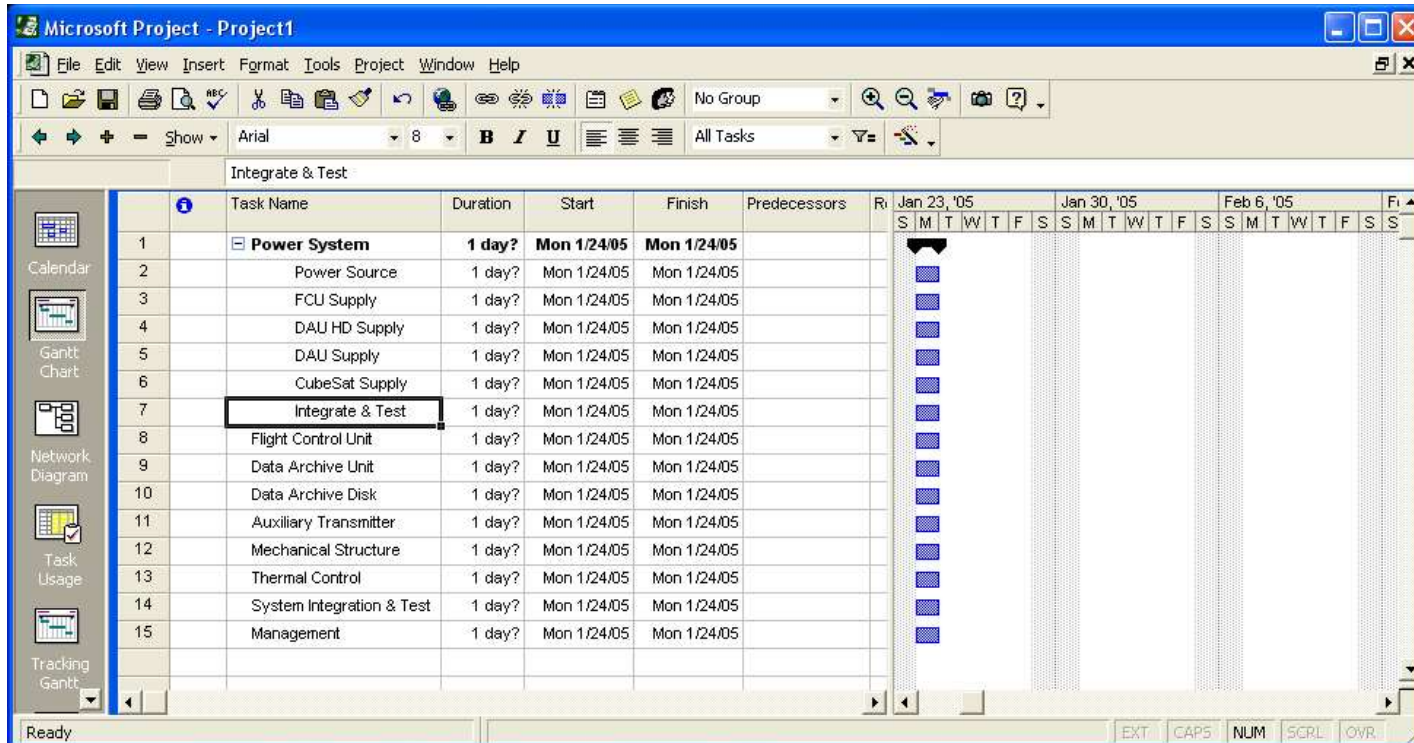 Microsoft Project - Project1
File Edit View Insert Format Tools Project Window Help
ABC No Group
Show Arial 8 B I U All Tasks
Integrate & Test
Task Name Duration Start Finish Predecessors Jan 23, '05 Jan 30, '05 Feb 6, '05
S M T W T F S S M T W T F S S M T W T F S S
1 Power System 1 day? Mon 1/24/05 Mon 1/24/05
2 Power Source 1 day? Mon 1/24/05 Mon 1/24/05
3 FCU Supply 1 day? Mon 1/24/05 Mon 1/24/05
4 DAU HD Supply 1 day? Mon 1/24/05 Mon 1/24/05
5 DAU Supply 1 day? Mon 1/24/05 Mon 1/24/05
6 CubeSat Supply 1 day? Mon 1/24/05 Mon 1/24/05
7 Integrate & Test 1 day? Mon 1/24/05 Mon 1/24/05
8 Flight Control Unit 1 day? Mon 1/24/05 Mon 1/24/05
9 Data Archive Unit 1 day? Mon 1/24/05 Mon 1/24/05
10 Data Archive Disk 1 day? Mon 1/24/05 Mon 1/24/05
11 Auxiliary Transmitter 1 day? Mon 1/24/05 Mon 1/24/05
12 Mechanical Structure 1 day? Mon 1/24/05 Mon 1/24/05
13 Thermal Control 1 day? Mon 1/24/05 Mon 1/24/05
14 System Integration & Test 1 day? Mon 1/24/05 Mon 1/24/05
15 Management 1 day? Mon 1/24/05 Mon 1/24/05
Calendar
Gantt
Chart
Network
Diagram
Task
Usage
Tracking
Gantt
Ready EXT CAPS NUM SCRL OVR